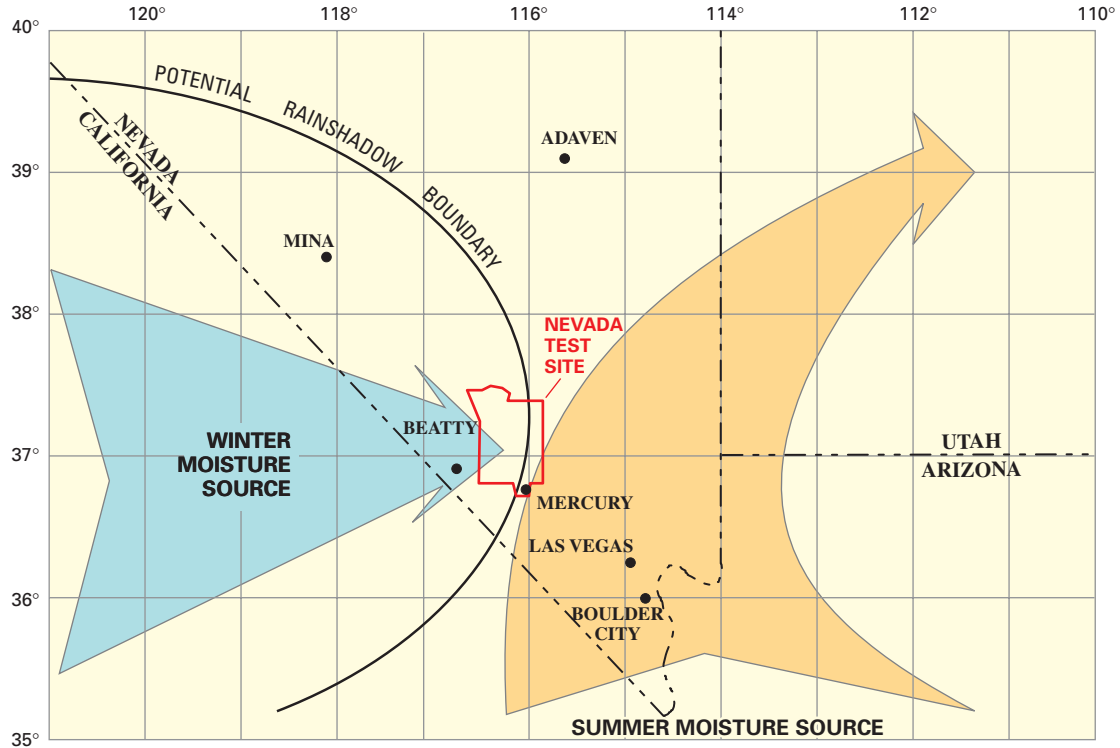 120° 118° 116° 114° 112° 110°
40°
POTENTIAL RAINSHADOW BOUNDARY
NEVADA
CALIFORNIA
ADAVEN
39°
MINA
38°
NEVADA
TEST
SITE
BEATTY
WINTER
MOISTURE
SOURCE
37°
UTAH
ARIZONA
MERCURY
LAS VEGAS
36°
BOULDER
CITY
SUMMER MOISTURE SOURCE
35°